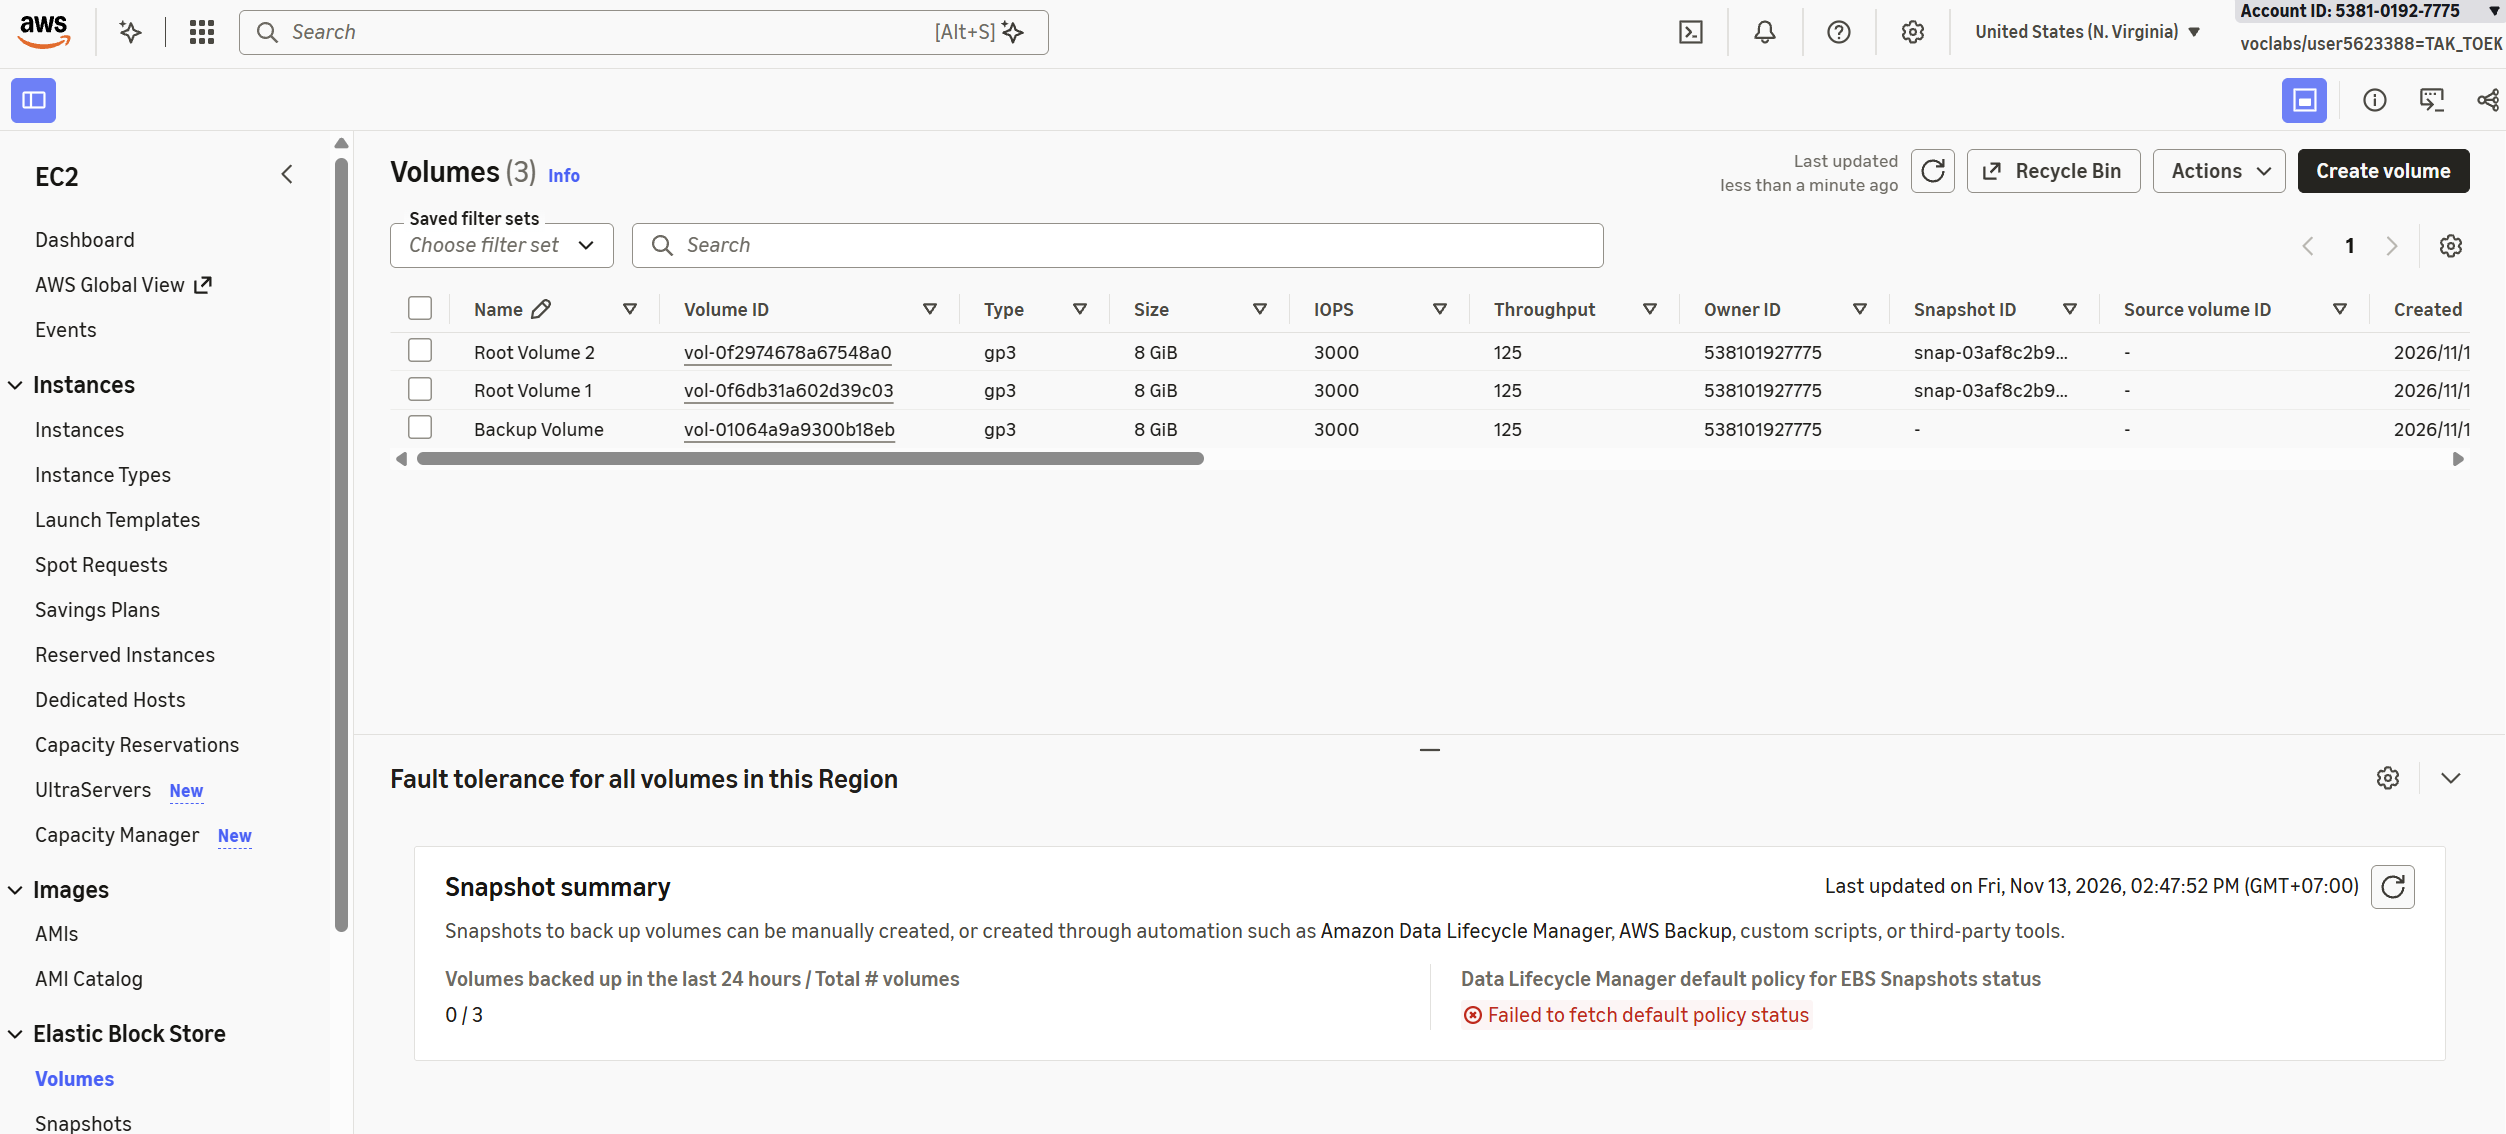 aws
Search [Alt+S]
United States (N. Virginia)
Account ID: 5381-0192-7775
voclabs/user5623388=TAK_TOEK
EC2
Dashboard
AWS Global View
Events
Instances
Instances
Instance Types
Launch Templates
Spot Requests
Savings Plans
Reserved Instances
Dedicated Hosts
Capacity Reservations
UltraServers New
Capacity Manager New
Images
AMIs
AMI Catalog
Elastic Block Store
Volumes
Snapshots
Volumes (3) Info
Last updated
less than a minute ago
Recycle Bin
Actions
Create volume
Saved filter sets
Choose filter set
Search
1
Name Volume ID Type Size IOPS Throughput Owner ID Snapshot ID Source volume ID Created
Root Volume 2 vol-0f2974678a67548a0 gp3 8 GiB 3000 125 538101927775 snap-03af8c2b9... - 2026/11/1
Root Volume 1 vol-0f6db31a602d39c03 gp3 8 GiB 3000 125 538101927775 snap-03af8c2b9... - 2026/11/1
Backup Volume vol-01064a9a9300b18eb gp3 8 GiB 3000 125 538101927775 - - 2026/11/1
Fault tolerance for all volumes in this Region
Snapshot summary
Last updated on Fri, Nov 13, 2026, 02:47:52 PM (GMT+07:00)
Snapshots to back up volumes can be manually created, or created through automation such as Amazon Data Lifecycle Manager, AWS Backup, custom scripts, or third-party tools.
Volumes backed up in the last 24 hours / Total # volumes
0 / 3
Data Lifecycle Manager default policy for EBS Snapshots status
Failed to fetch default policy status